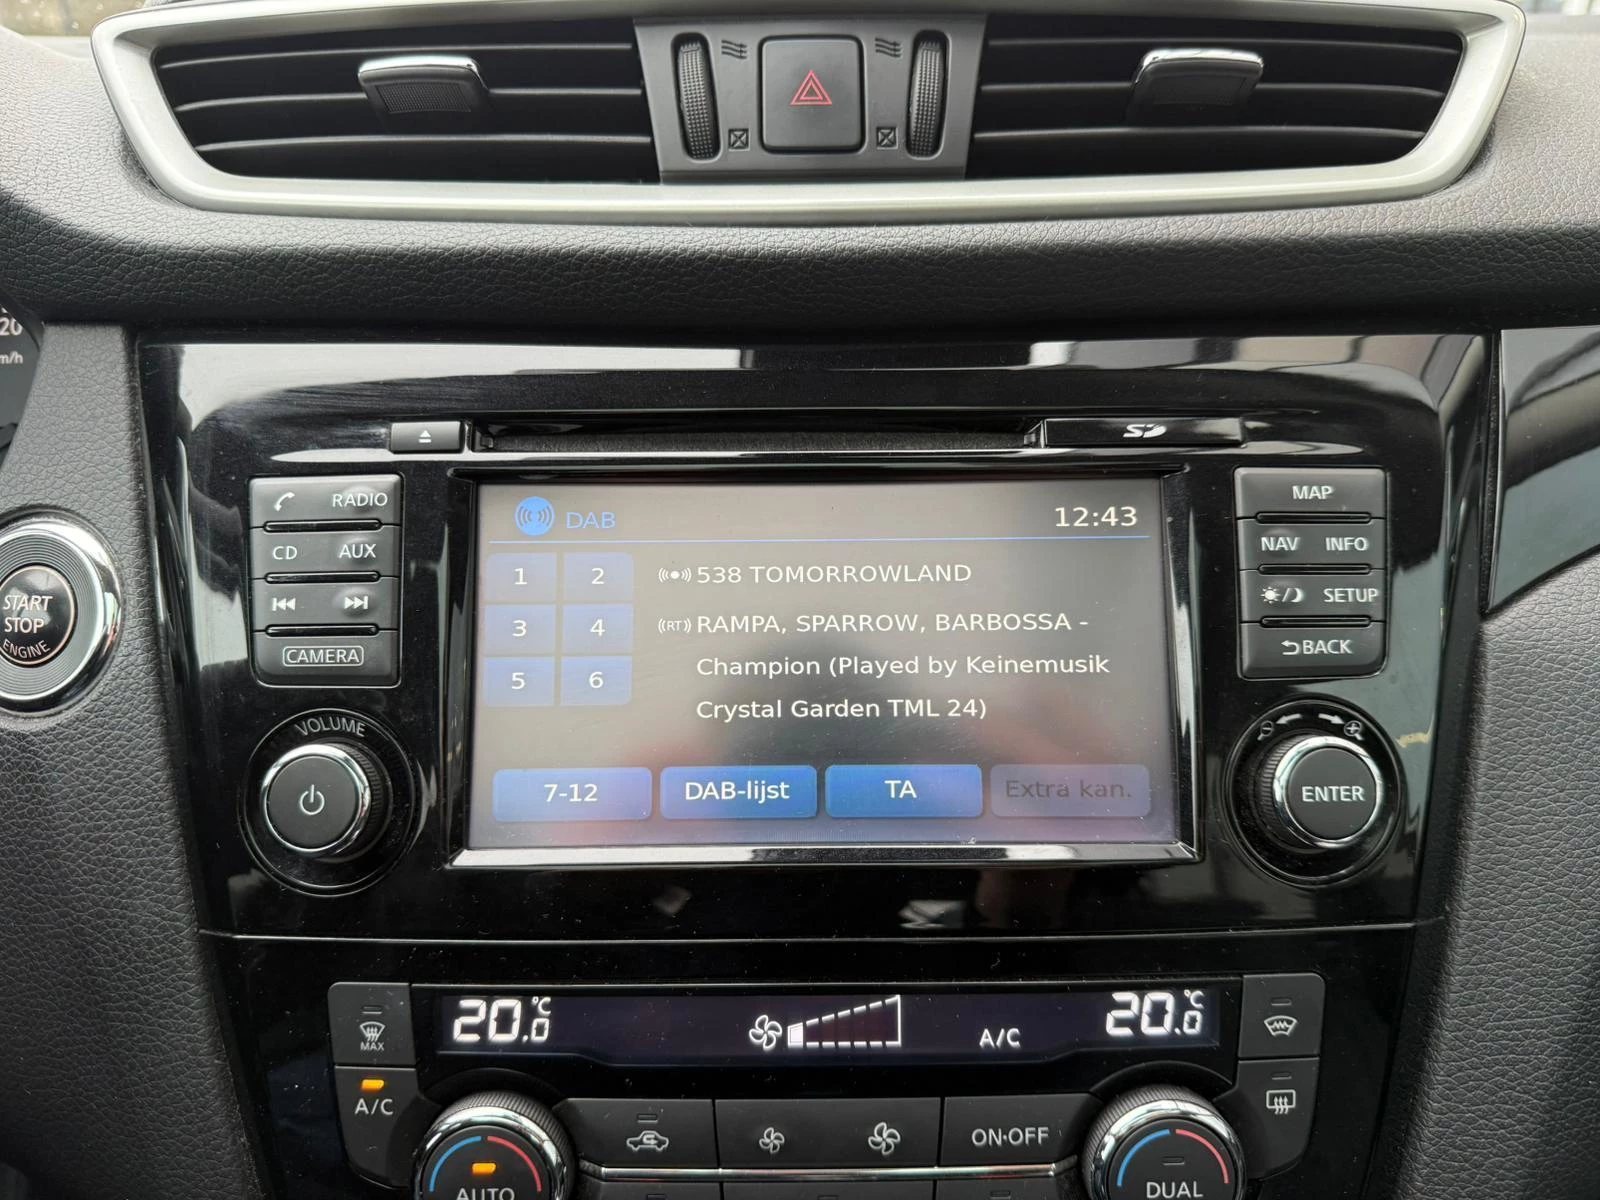 20
m/h
SD
RADIO
CD AUX
CAMERA
START
STOP
ENGINE
VOLUME
DAB 12:43
1 2
3 4
5 6
538 TOMORROWLAND
(RT) RAMPA, SPARROW, BARBOSSA -
Champion (Played by Keinemusik
Crystal Garden TML 24)
7-12 DAB-lijst TA Extra kan.
MAP
NAV INFO
SETUP
BACK
ENTER
20.0 °C A/C 20.0 °C
MAX
A/C
ON·OFF
AUTO
DUAL